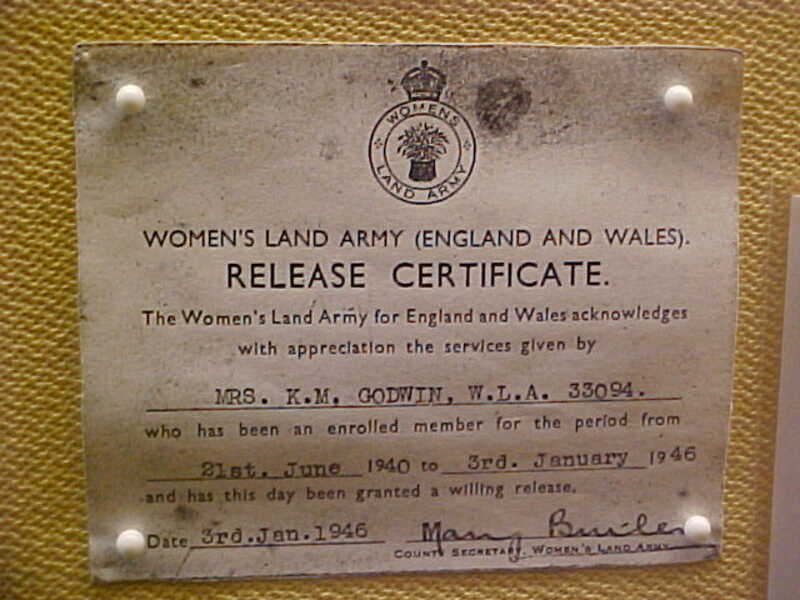 WOMENS
LAND ARMY
WOMEN'S LAND ARMY (ENGLAND AND WALES).
RELEASE CERTIFICATE.
The Women's Land Army for England and Wales acknowledges
with appreciation the services given by
MRS. K.M. GODWIN, W.L.A. 33094.
who has been an enrolled member for the period from
21st. June 1940 to 3rd. January 1946
and has this day been granted a willing release.
Date 3rd.Jan.1946 Mary
COUNTY SECRETARY, WOMEN'S LAND ARMY